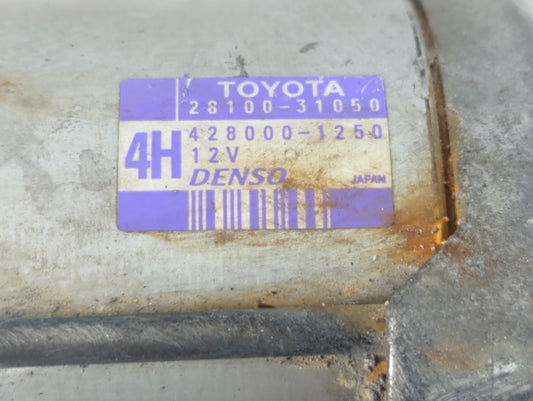 TOYOTA
28100-31050
4H
428000-1250
12V
DENSO
JAPAN